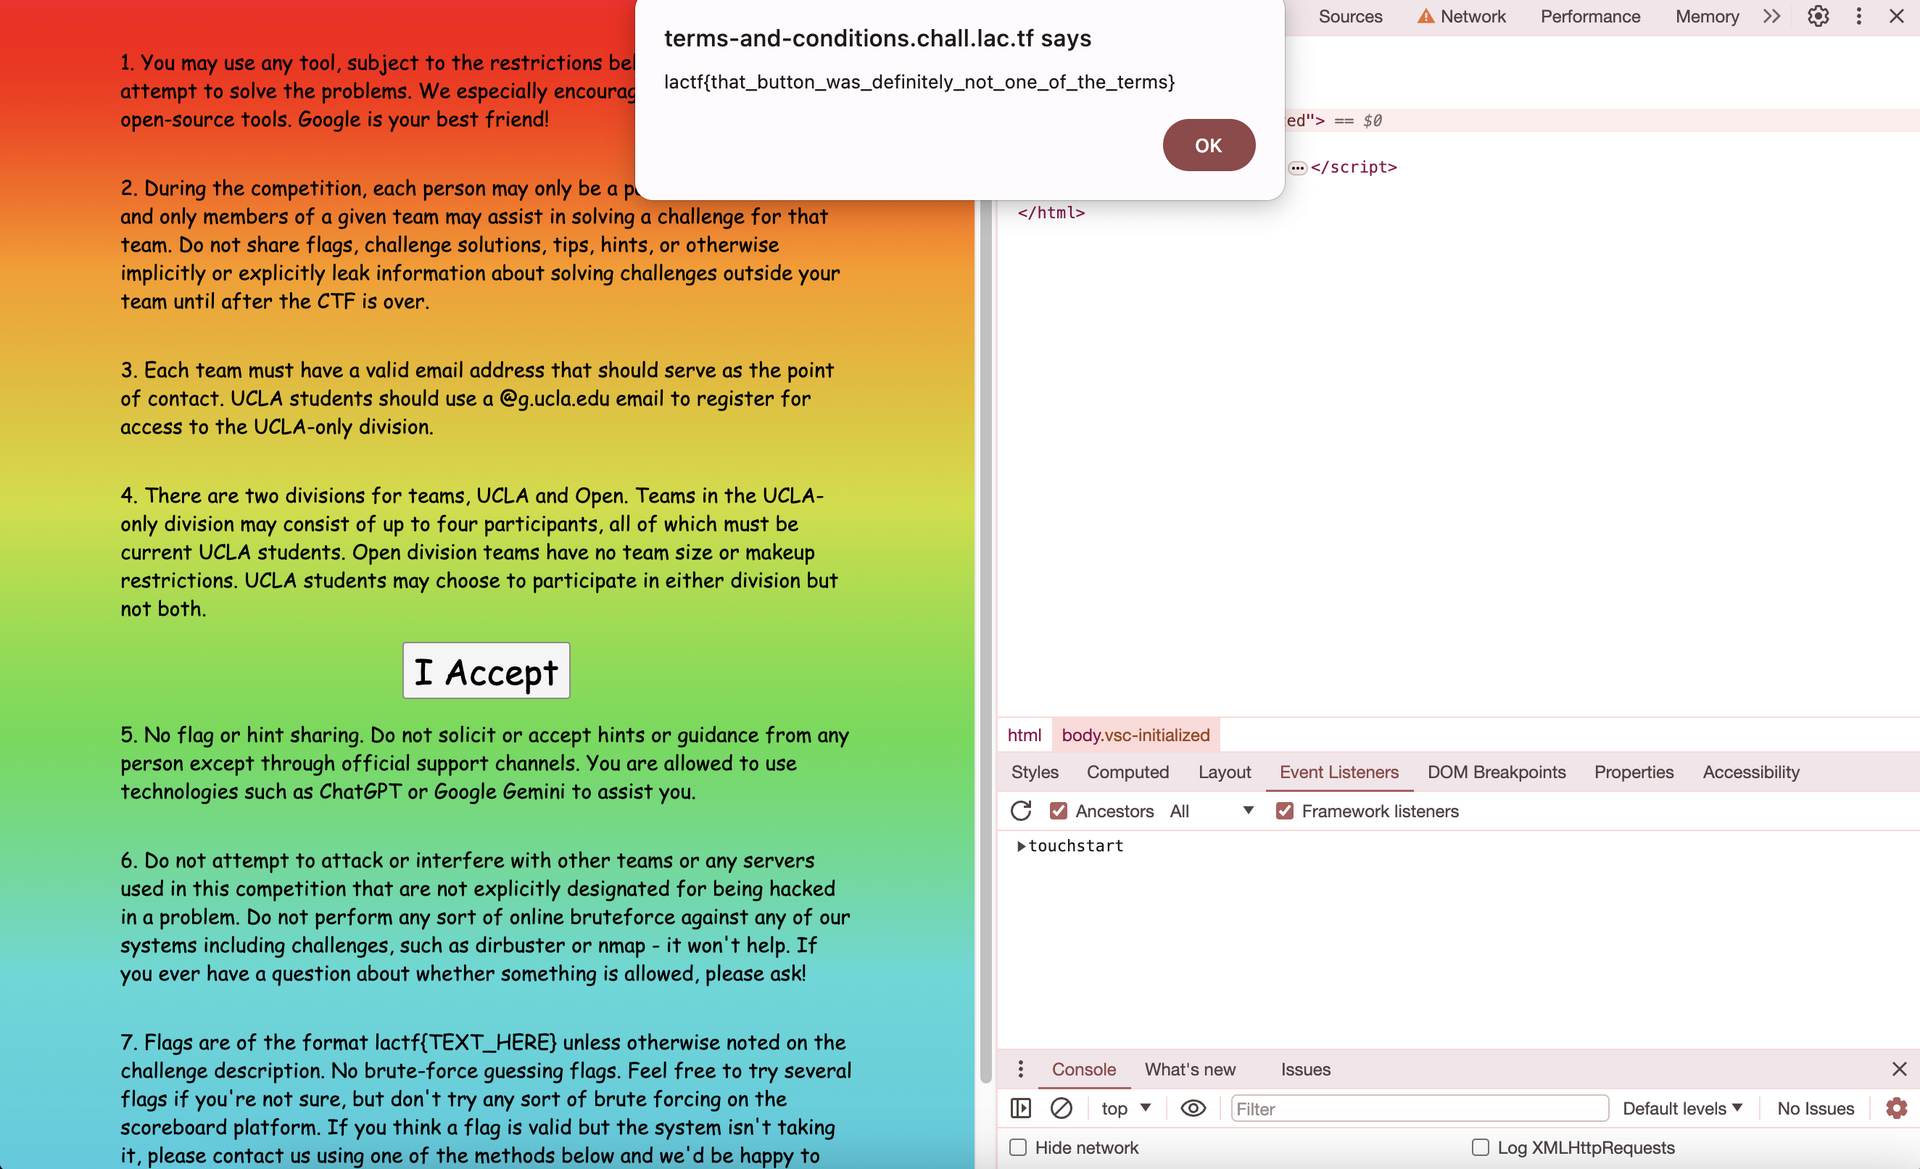 terms-and-conditions.chall.lac.tf says
lactf{that_button_was_definitely_not_one_of_the_terms}
OK
1. You may use any tool, subject to the restrictions
attempt to solve the problems. We especially
open-source tools. Google is your best friend!
2. During the competition, each person may only be a
and only members of a given team may assist in solving a challenge for that
team. Do not share flags, challenge solutions, tips, hints, or otherwise
implicitly or explicitly leak information about solving challenges outside your
team until after the CTF is over.
3. Each team must have a valid email address that should serve as the point
of contact. UCLA students should use a @g.ucla.edu email to register for
access to the UCLA-only division.
4. There are two divisions for teams, UCLA and Open. Teams in the UCLA-
only division may consist of up to four participants, all of which must be
current UCLA students. Open division teams have no team size or makeup
restrictions. UCLA students may choose to participate in either division but
not both.
I Accept
5. No flag or hint sharing. Do not solicit or accept hints or guidance from any
person except through official support channels. You are allowed to use
technologies such as ChatGPT or Google Gemini to assist you.
6. Do not attempt to attack or interfere with other teams or any servers
used in this competition that are not explicitly designated for being hacked
in a problem. Do not perform any sort of online bruteforce against any of our
systems including challenges, such as dirbuster or nmap - it won't help. If
you ever have a question about whether something is allowed, please ask!
7. Flags are of the format lactf{TEXT_HERE} unless otherwise noted on the
challenge description. No brute-force guessing flags. Feel free to try several
flags if you're not sure, but don't try any sort of brute forcing on the
scoreboard platform. If you think a flag is valid but the system isn't taking
it, please contact us using one of the methods below and we'd be happy to
Sources Network Performance Memory
ed"> == $0
</script>
</html>
html body.vsc-initialized
Styles Computed Layout Event Listeners DOM Breakpoints Properties Accessibility
Ancestors All Framework listeners
touchstart
Console What's new Issues
top Filter Default levels No Issues
Hide network Log XMLHttpRequests